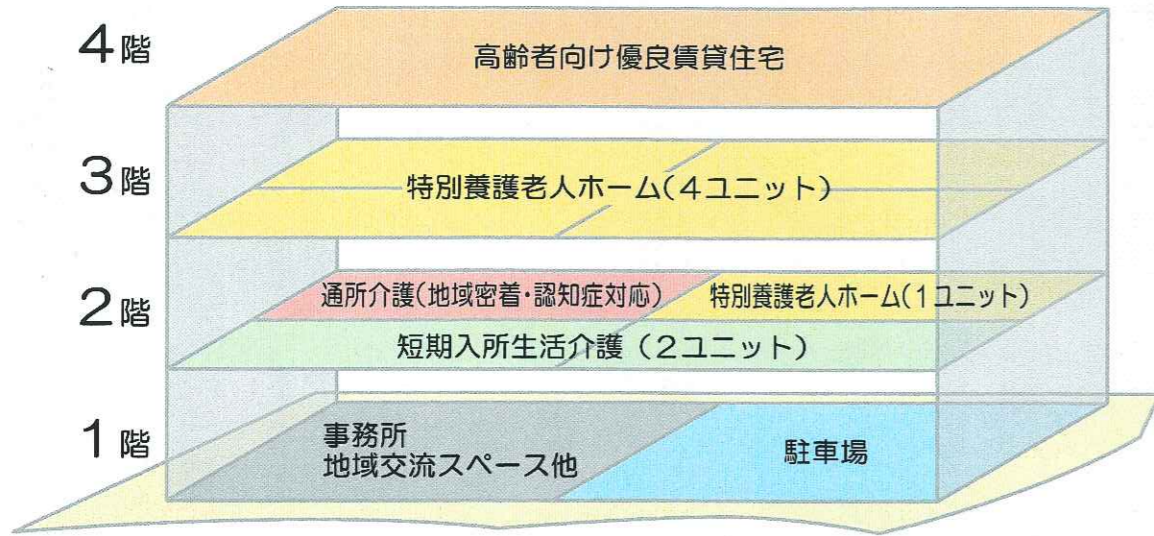 4階
高齢者向け優良賃貸住宅
3階
特別養護老人ホーム(4ユニット)
2階
通所介護(地域密着・認知症対応)
特別養護老人ホーム(1ユニット)
短期入所生活介護(2ユニット)
1階
事務所
地域交流スペース他
駐車場